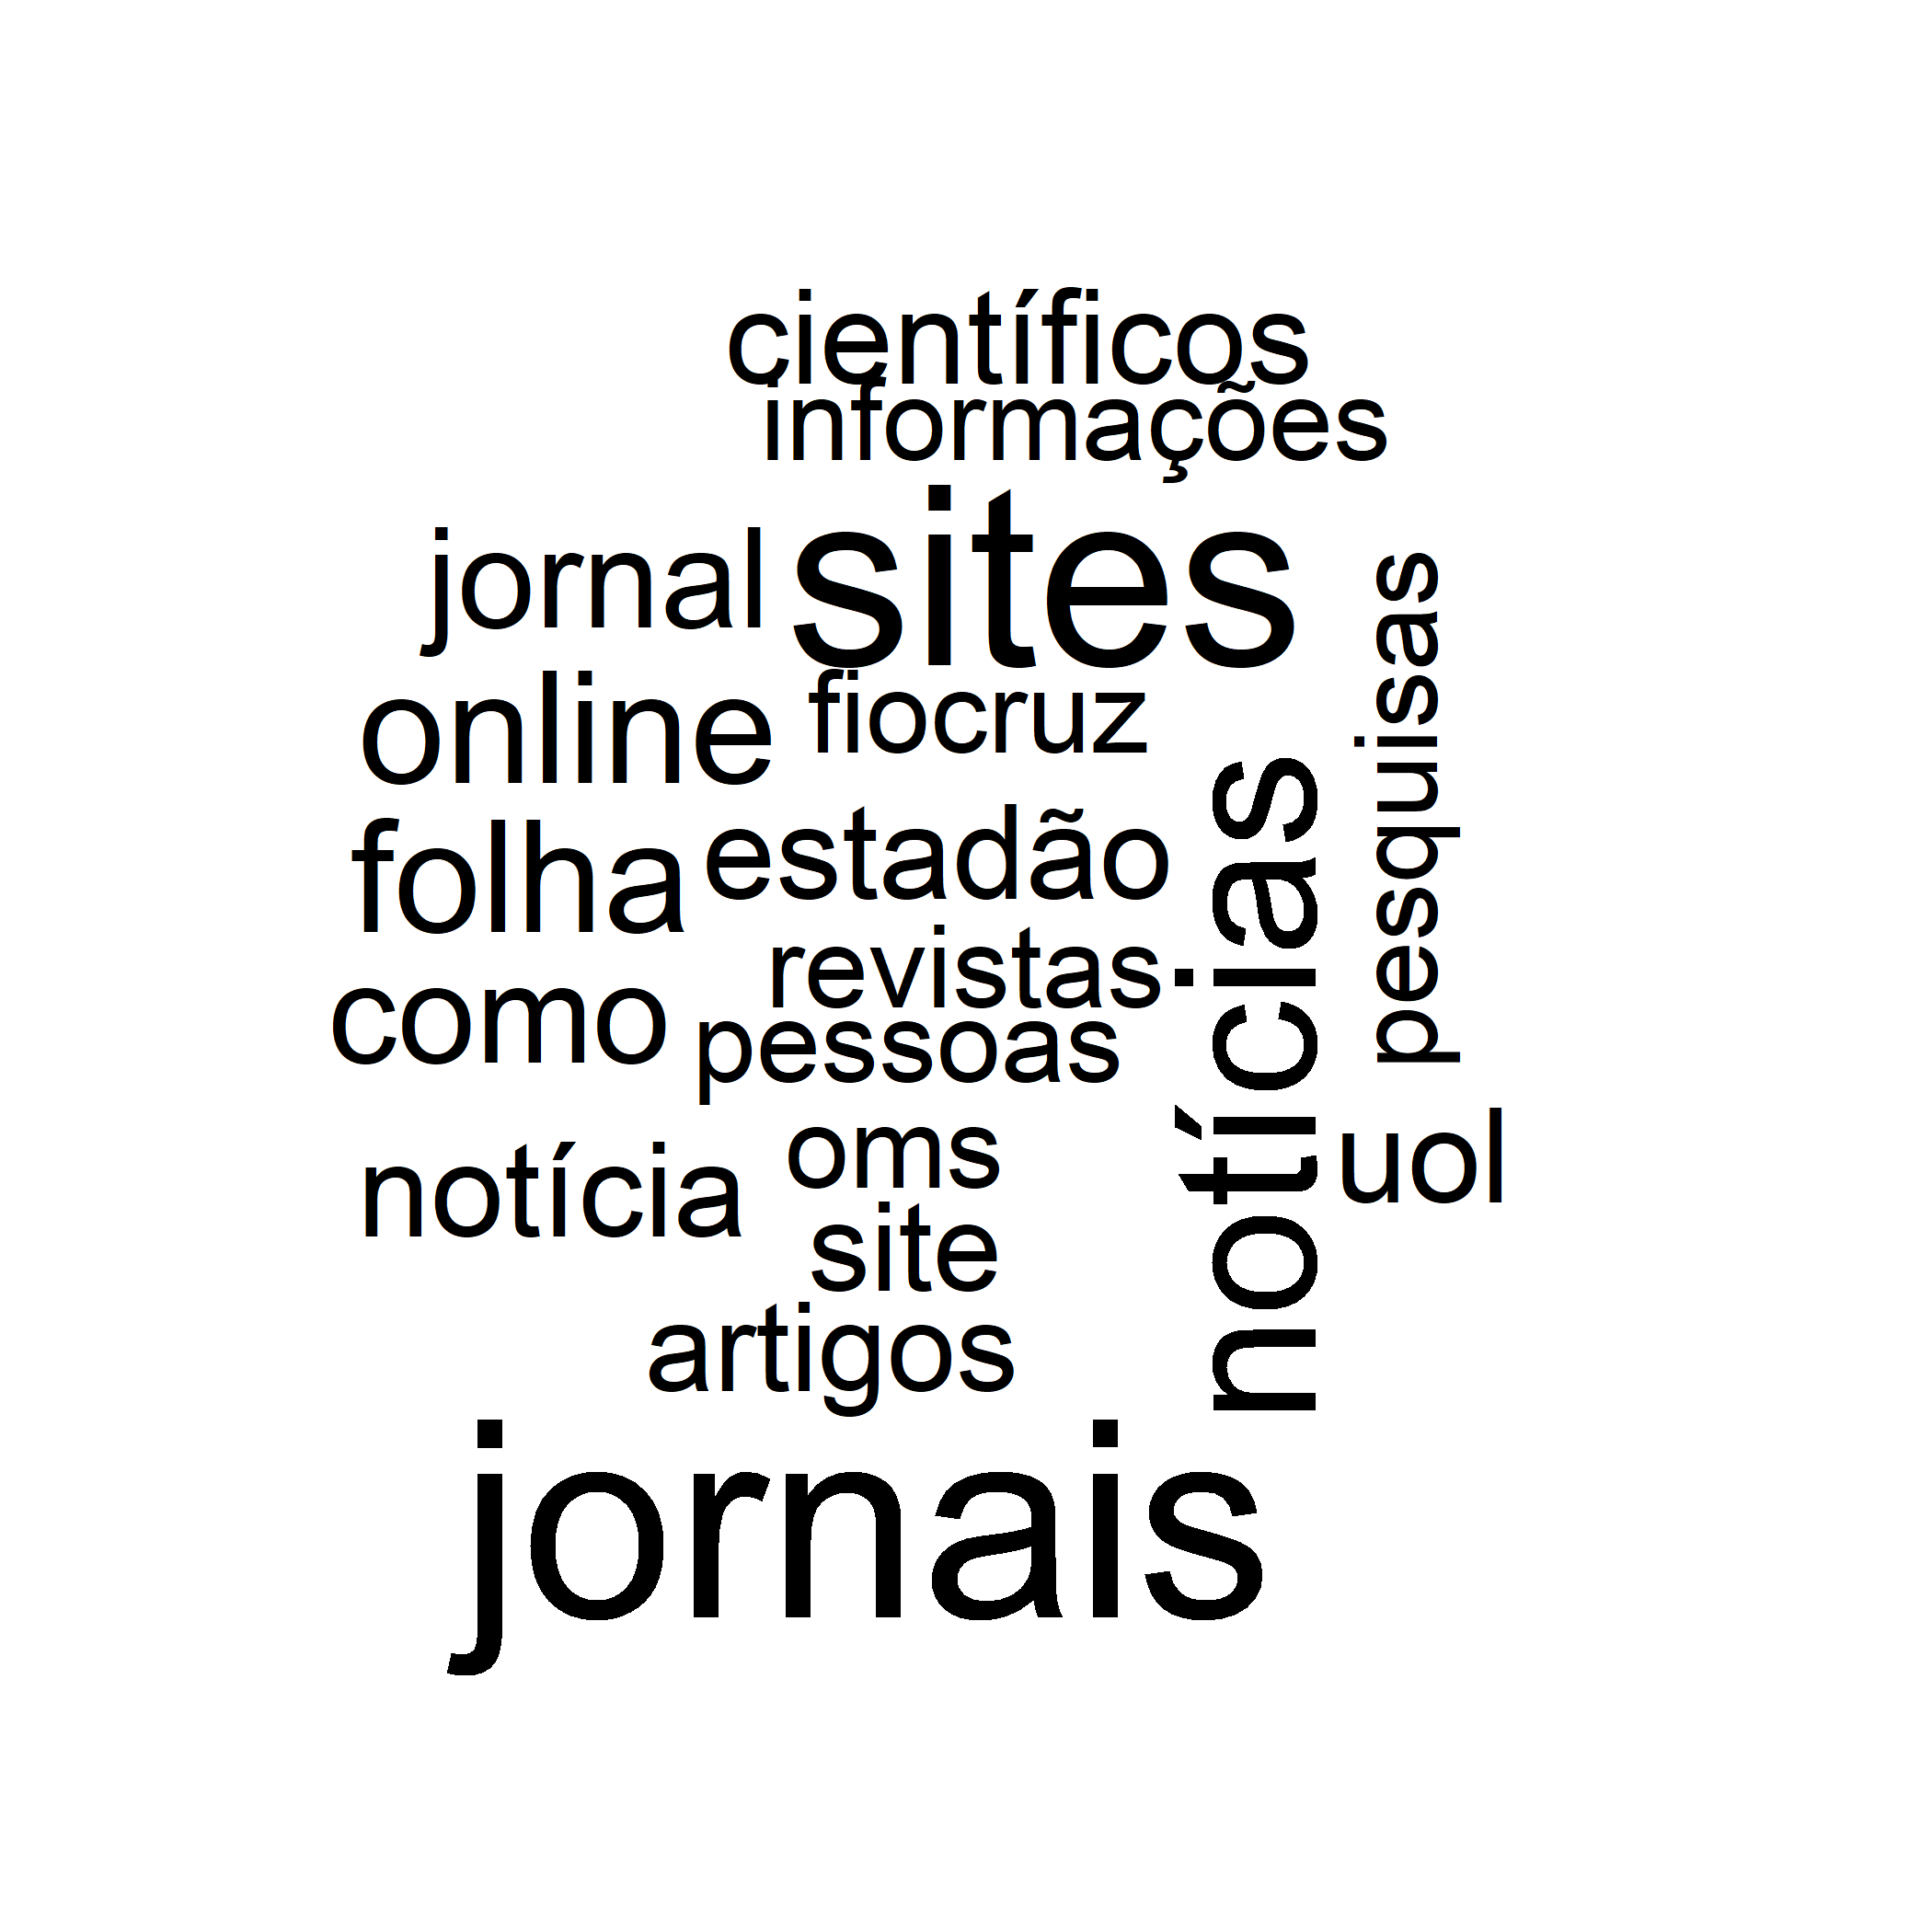 científicos
informações
jornal sites
online fiocruz
folha estadão
revistas
como pessoas
notícias
pesquisas
notícia oms
uol
site
artigos
jornais